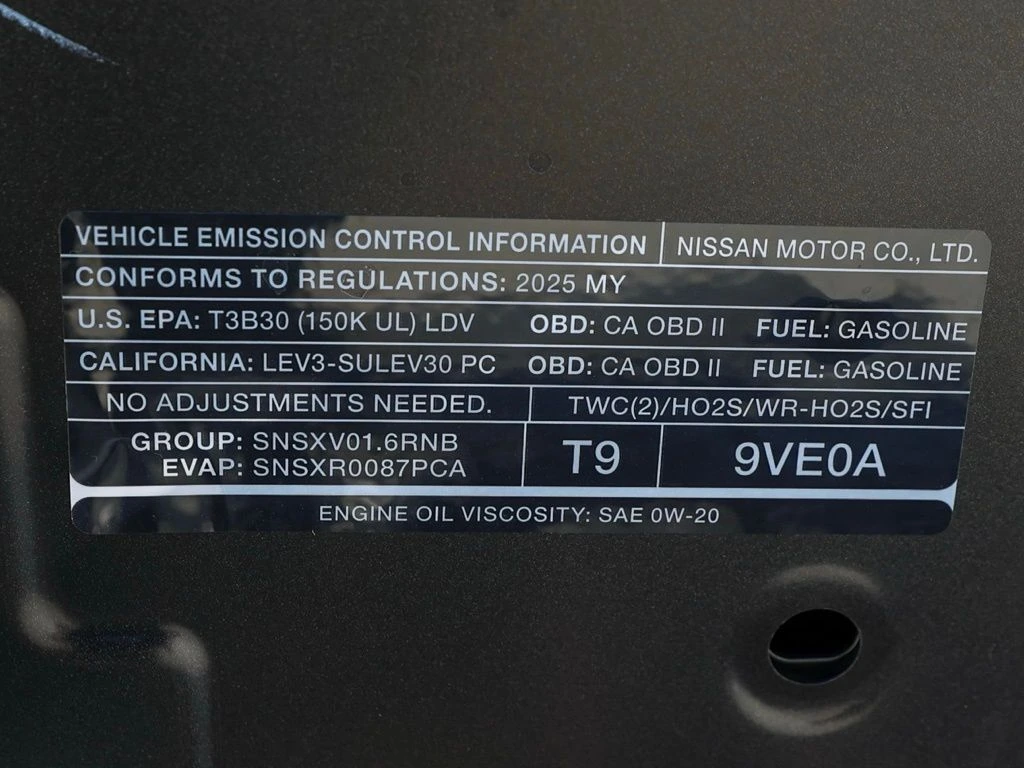 VEHICLE EMISSION CONTROL INFORMATION NISSAN MOTOR CO., LTD.
CONFORMS TO REGULATIONS: 2025 MY
U.S. EPA: T3B30 (150K UL) LDV OBD: CA OBD II FUEL: GASOLINE
CALIFORNIA: LEV3-SULEV30 PC OBD: CA OBD II FUEL: GASOLINE
NO ADJUSTMENTS NEEDED. TWC(2)/HO2S/WR-HO2S/SFI
GROUP: SNSXV01.6RNB
EVAP: SNSXR0087PCA
T9 9VE0A
ENGINE OIL VISCOSITY: SAE 0W-20